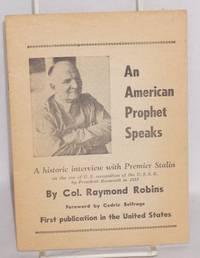 An
American
Prophet
Speaks
A historic interview with Premier Stalin
on the eve of U.S. recognition of the U.S.S.R.
by President Roosevelt in 1933
By Col. Raymond Robins
Foreword by Cedric Belfrage
First publication in the United States